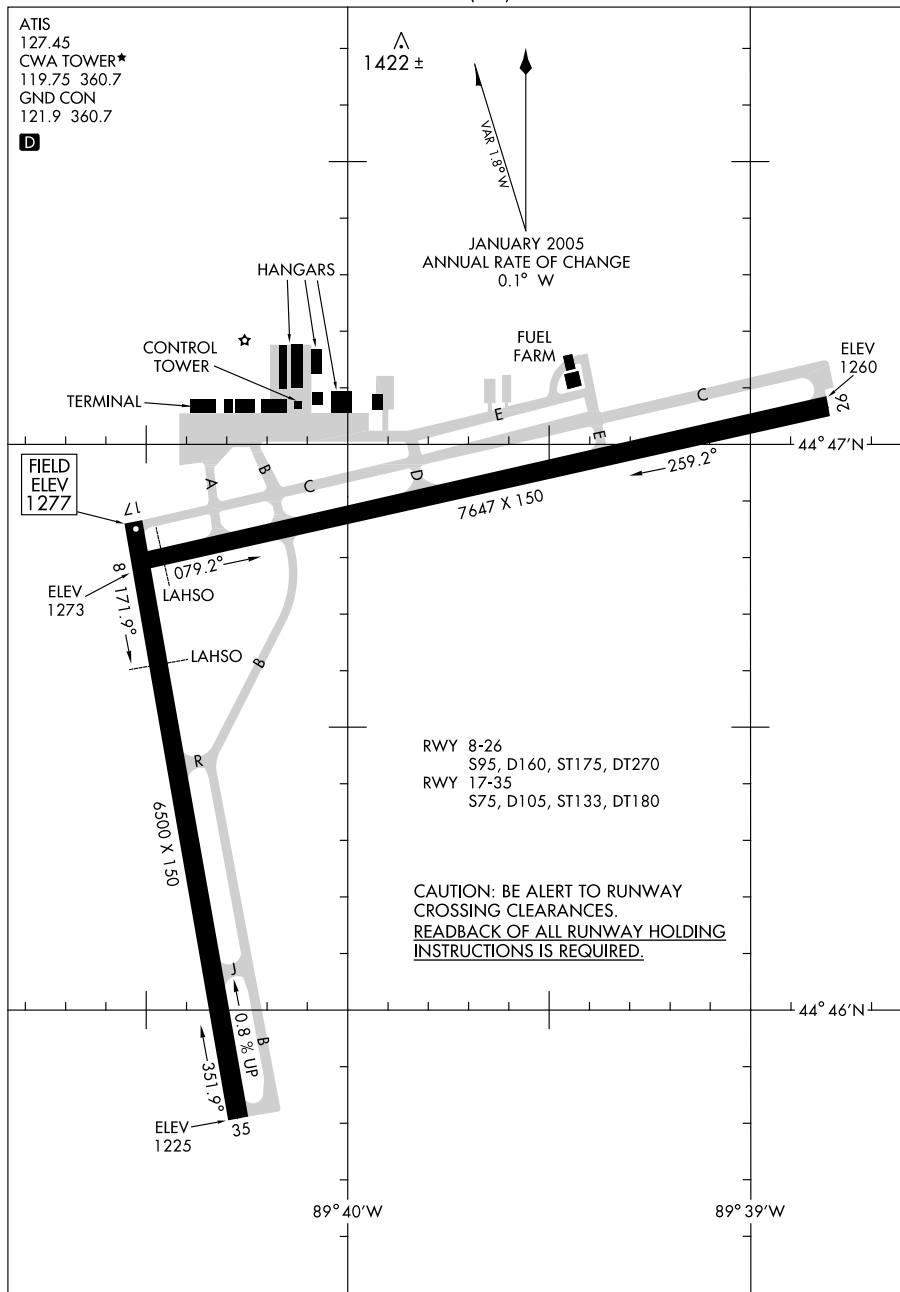 ATIS
127.45
CWA TOWER★
119.75 360.7
GND CON
121.9 360.7
D
1422 ±
VAR 1.8° W
JANUARY 2005
ANNUAL RATE OF CHANGE
0.1° W
HANGARS
CONTROL
TOWER
TERMINAL
FUEL
FARM
ELEV
1260
E
C
26
44°47'N
E
259.2°
FIELD
ELEV
1277
17
A
B
C
D
7647 X 150
079.2°
8
ELEV
1273
LAHSO
171.9°
LAHSO
B
R
RWY 8-26
S95, D160, ST175, DT270
RWY 17-35
S75, D105, ST133, DT180
6500 X 150
CAUTION: BE ALERT TO RUNWAY
CROSSING CLEARANCES.
READBACK OF ALL RUNWAY HOLDING
INSTRUCTIONS IS REQUIRED.
J
44°46'N
0.8 % UP
B
351.9°
ELEV
1225
35
89°40'W
89°39'W